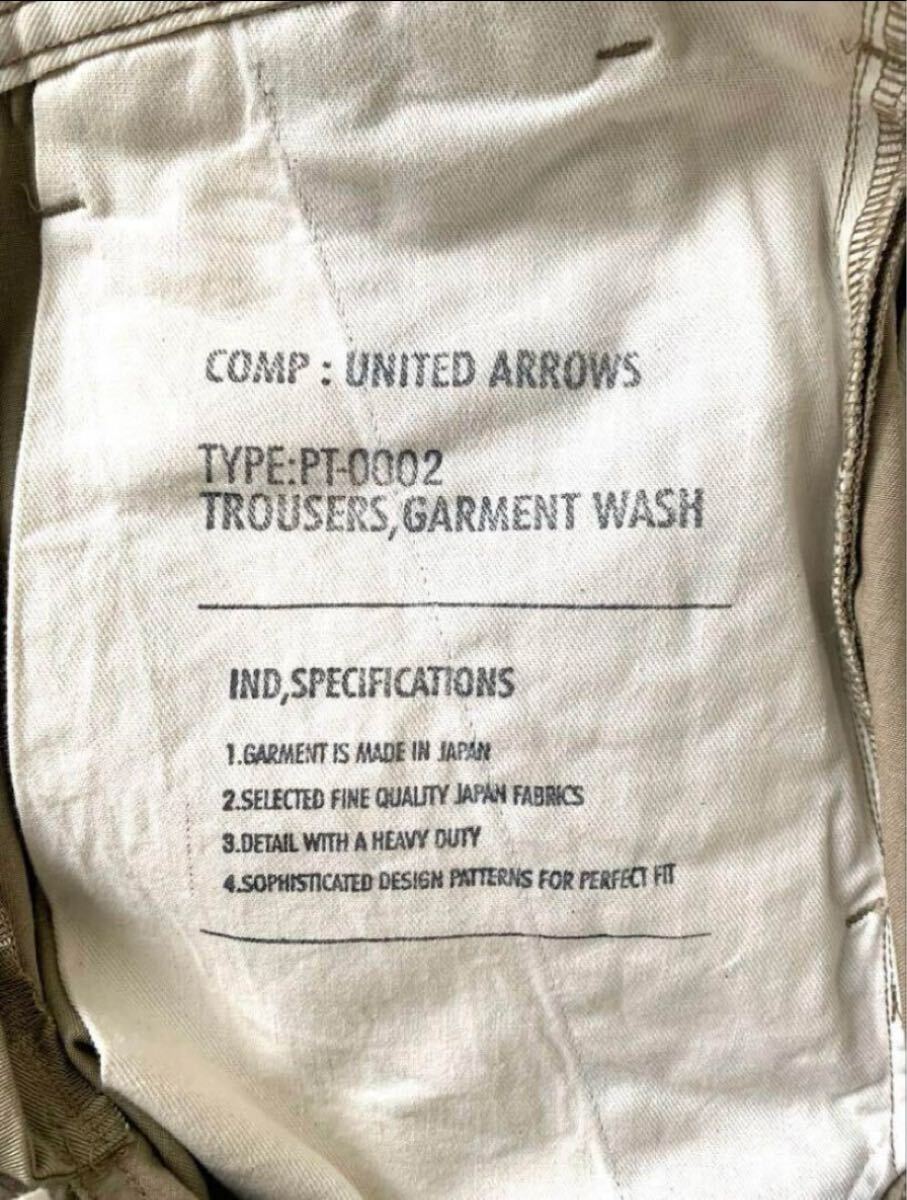 COMP : UNITED ARROWS
TYPE:PT-0002
TROUSERS,GARMENT WASH
IND,SPECIFICATIONS
1.GARMENT IS MADE IN JAPAN
2.SELECTED FINE QUALITY JAPAN FABRICS
3.DETAIL WITH A HEAVY DUTY
4.SOPHISTICATED DESIGN PATTERNS FOR PERFECT FIT